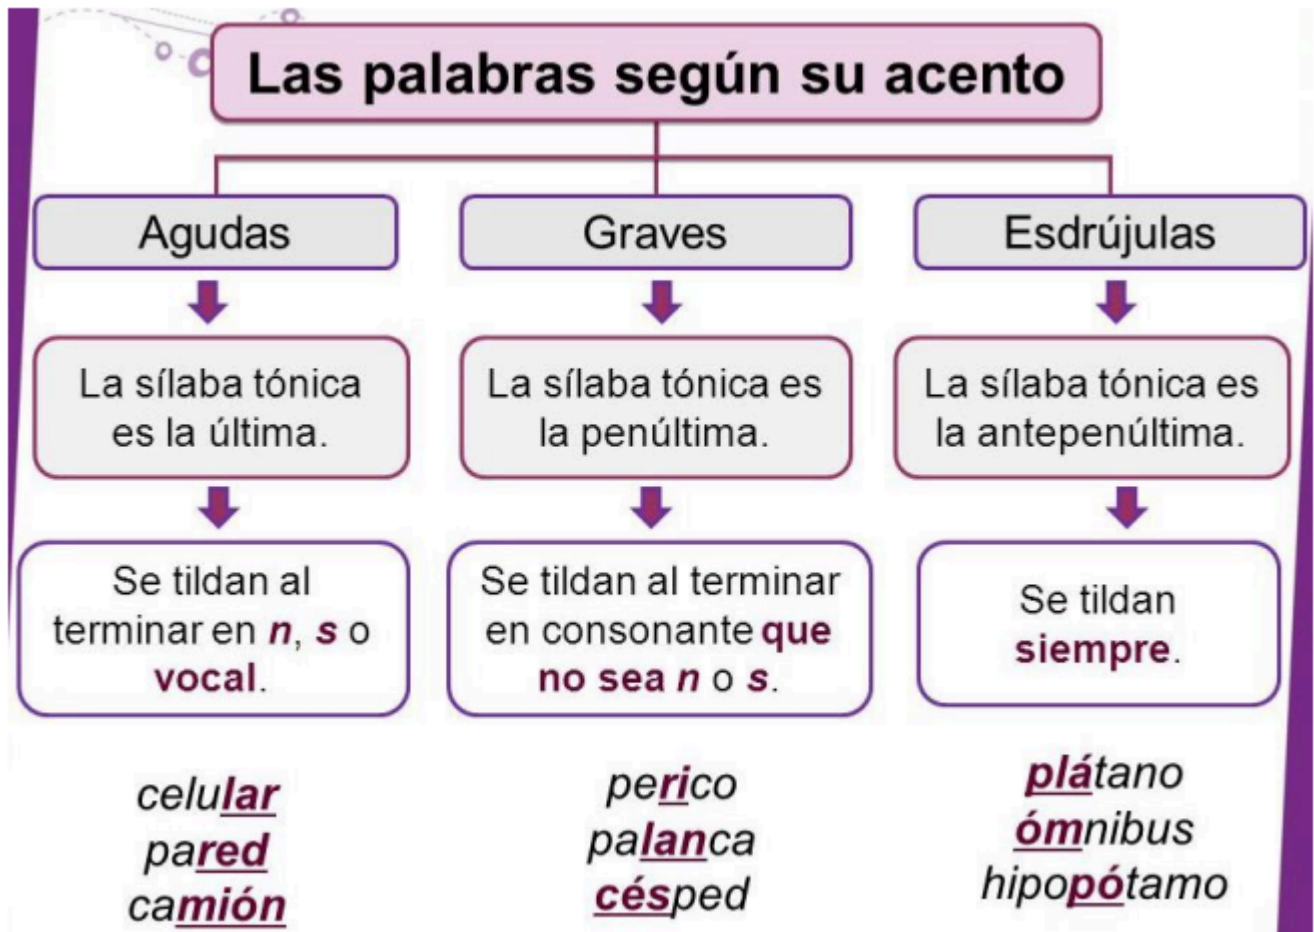 Las palabras según su acento
Agudas
La sílaba tónica
es la última.
Se tildan al
terminar en n, s o
vocal.
celular
pared
camión
Graves
La sílaba tónica es
la penúltima.
Se tildan al terminar
en consonante que
no sea n o s.
perico
palanca
césped
Esdrújulas
La sílaba tónica es
la antepenúltima.
Se tildan
siempre.
plátano
ómnibus
hipopótamo